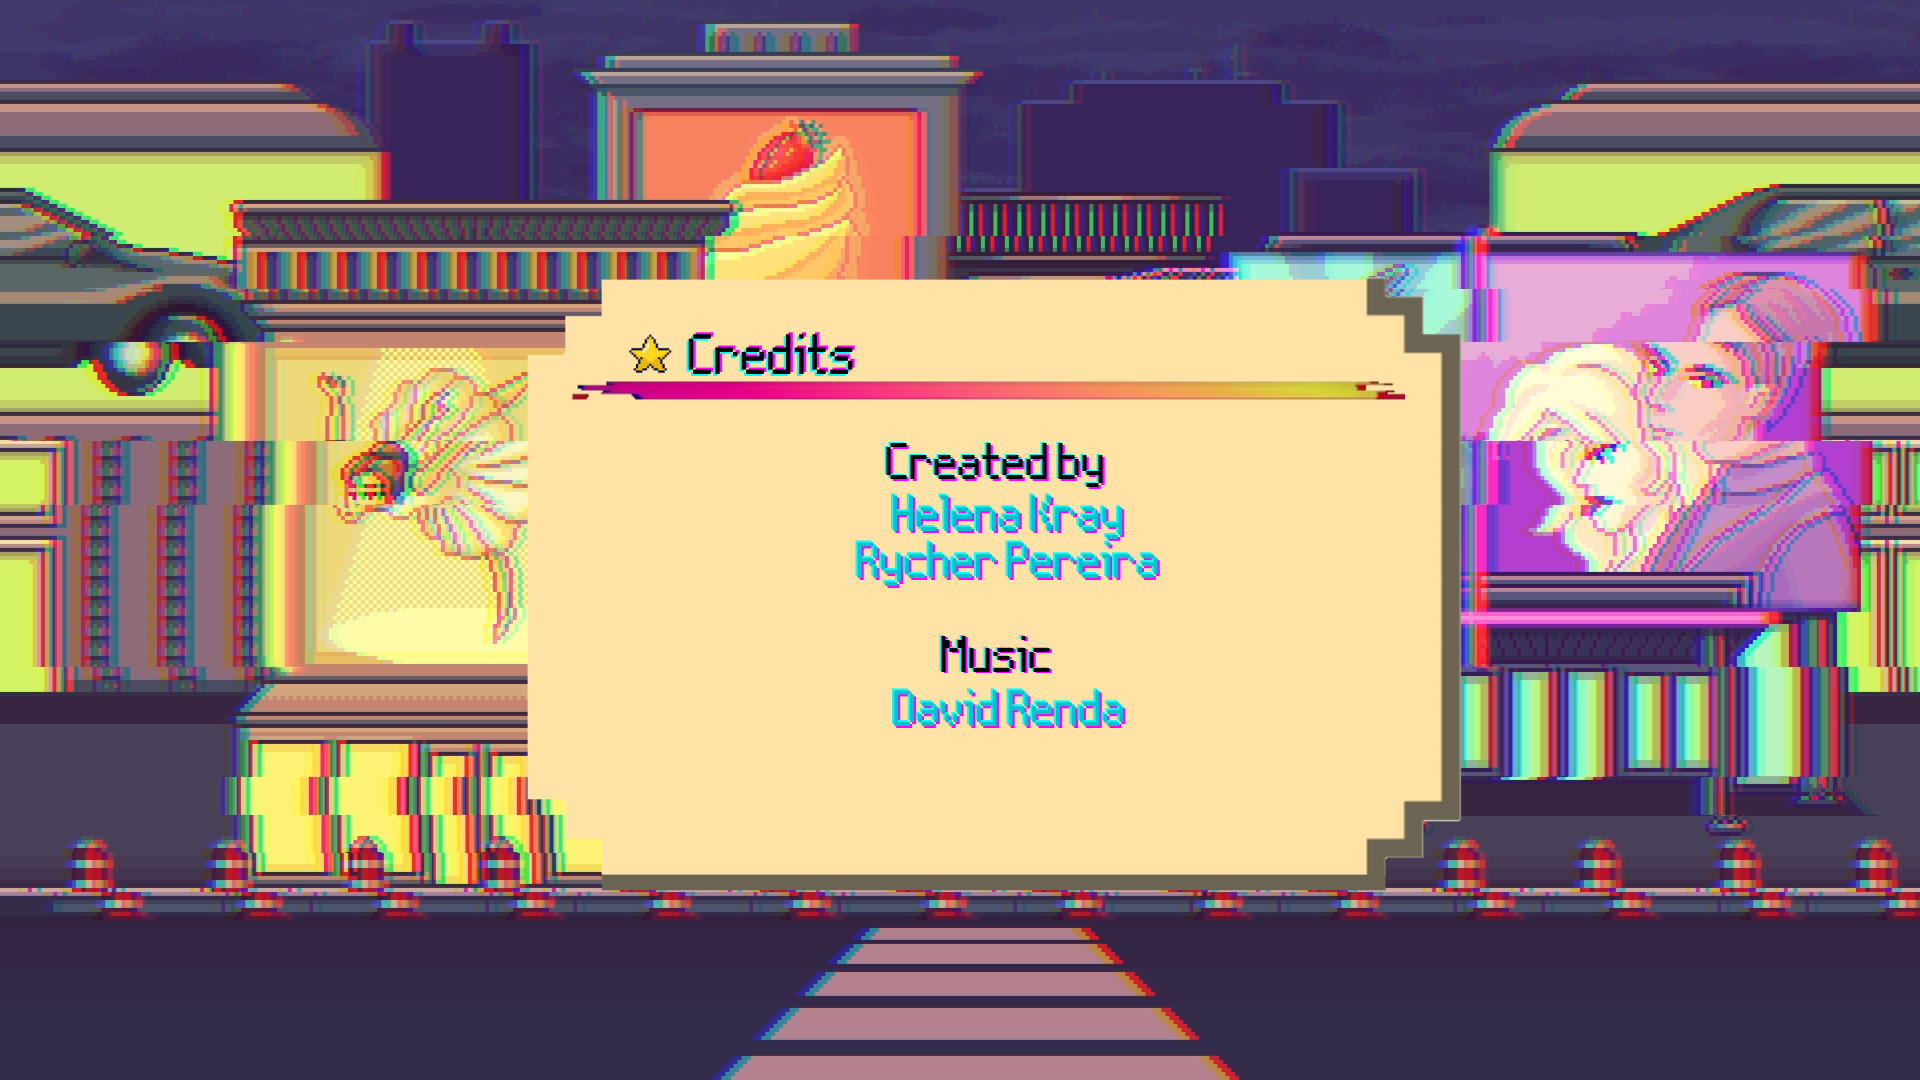 Credits
Created by
Helena Kray
Rycher Pereira
Music
David Renda